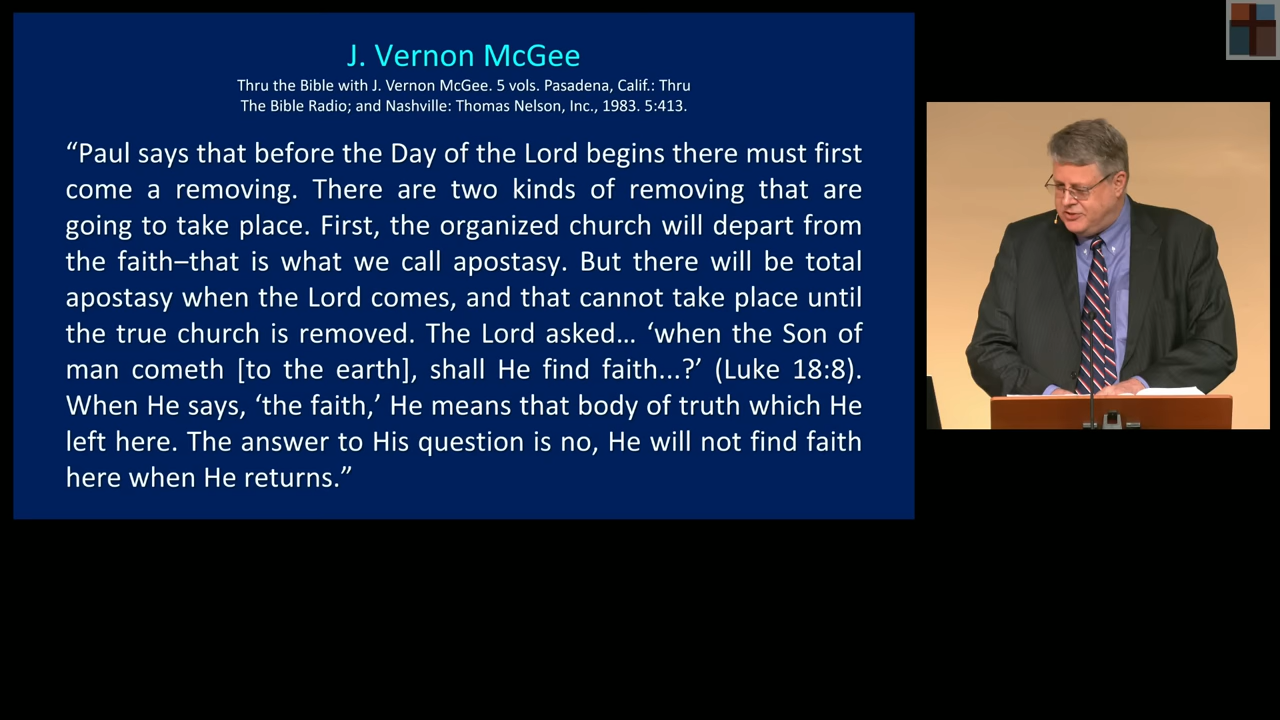 J. Vernon McGee
Thru the Bible with J. Vernon McGee. 5 vols. Pasadena, Calif.: Thru
The Bible Radio; and Nashville: Thomas Nelson, Inc., 1983. 5:413.
“Paul says that before the Day of the Lord begins there must first
come a removing. There are two kinds of removing that are
going to take place. First, the organized church will depart from
the faith–that is what we call apostasy. But there will be total
apostasy when the Lord comes, and that cannot take place until
the true church is removed. The Lord asked… ‘when the Son of
man cometh [to the earth], shall He find faith...?’ (Luke 18:8).
When He says, ‘the faith,’ He means that body of truth which He
left here. The answer to His question is no, He will not find faith
here when He returns.”